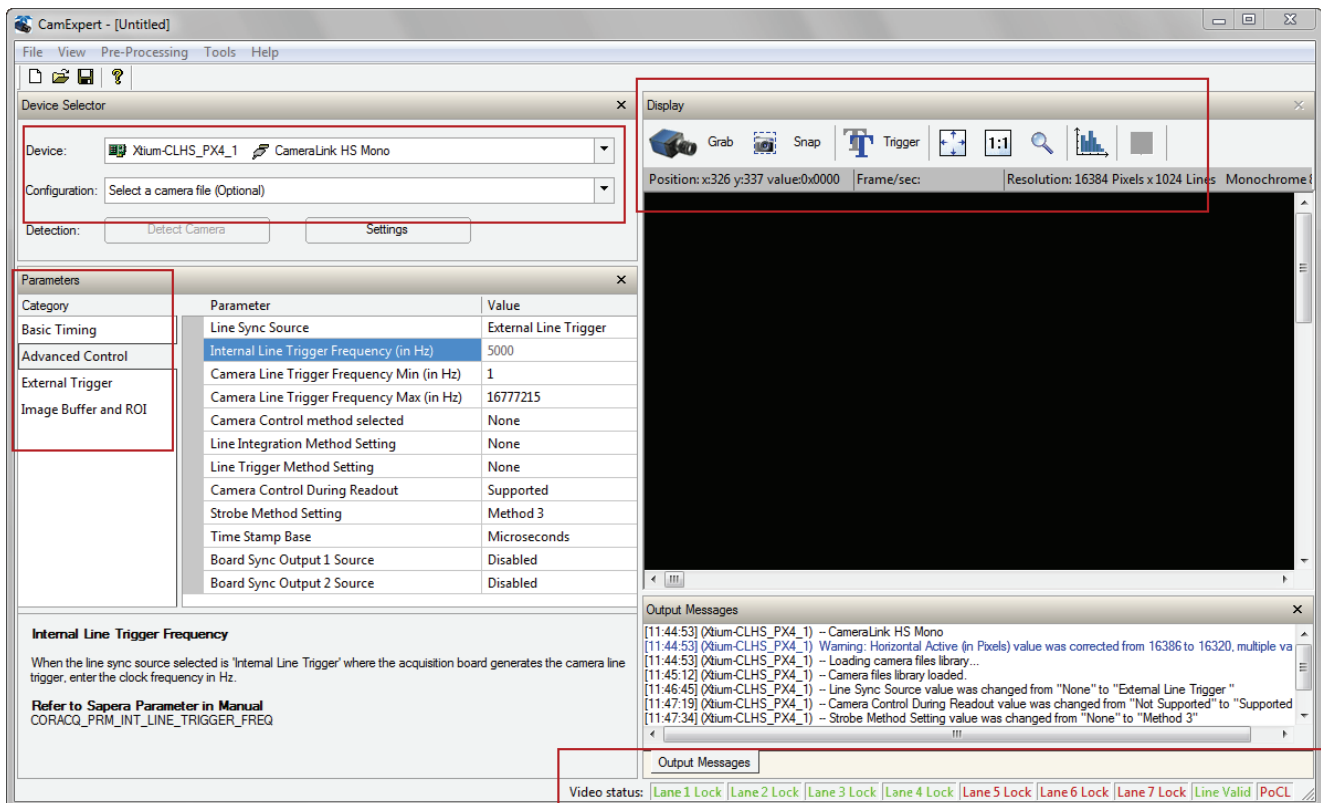 CamExpert - [Untitled]
File View Pre-Processing Tools Help
Device Selector
Device: Xtium-CLHS_PX4_1 CameraLink HS Mono
Configuration: Select a camera file (Optional)
Detection: Detect Camera Settings
Parameters
Category Parameter Value
Basic Timing
Advanced Control
External Trigger
Image Buffer and ROI
Line Sync Source External Line Trigger
Internal Line Trigger Frequency (in Hz) 5000
Camera Line Trigger Frequency Min (in Hz) 1
Camera Line Trigger Frequency Max (in Hz) 16777215
Camera Control method selected None
Line Integration Method Setting None
Line Trigger Method Setting None
Camera Control During Readout Supported
Strobe Method Setting Method 3
Time Stamp Base Microseconds
Board Sync Output 1 Source Disabled
Board Sync Output 2 Source Disabled
Internal Line Trigger Frequency
When the line sync source selected is 'Internal Line Trigger' where the acquisition board generates the camera line
trigger, enter the clock frequency in Hz.
Refer to Sapera Parameter in Manual
CORACQ_PRM_INT_LINE_TRIGGER_FREQ
Display
Grab Snap Trigger 1:1
Position: x:326 y:337 value:0x0000 Frame/sec: Resolution: 16384 Pixels x 1024 Lines Monochrome 8
Output Messages
[11:44:53] (Xtium-CLHS_PX4_1) -- CameraLink HS Mono
[11:44:53] (Xtium-CLHS_PX4_1) Warning: Horizontal Active (in Pixels) value was corrected from 16386 to 16320, multiple va
[11:44:53] (Xtium-CLHS_PX4_1) -- Loading camera files library...
[11:45:12] (Xtium-CLHS_PX4_1) -- Camera files library loaded.
[11:46:45] (Xtium-CLHS_PX4_1) -- Line Sync Source value was changed from "None" to "External Line Trigger "
[11:47:19] (Xtium-CLHS_PX4_1) -- Camera Control During Readout value was changed from "Not Supported" to "Supported
[11:47:34] (Xtium-CLHS_PX4_1) -- Strobe Method Setting value was changed from "None" to "Method 3"
Output Messages
Video status: Lane 1 Lock Lane 2 Lock Lane 3 Lock Lane 4 Lock Lane 5 Lock Lane 6 Lock Lane 7 Lock Line Valid PoCL